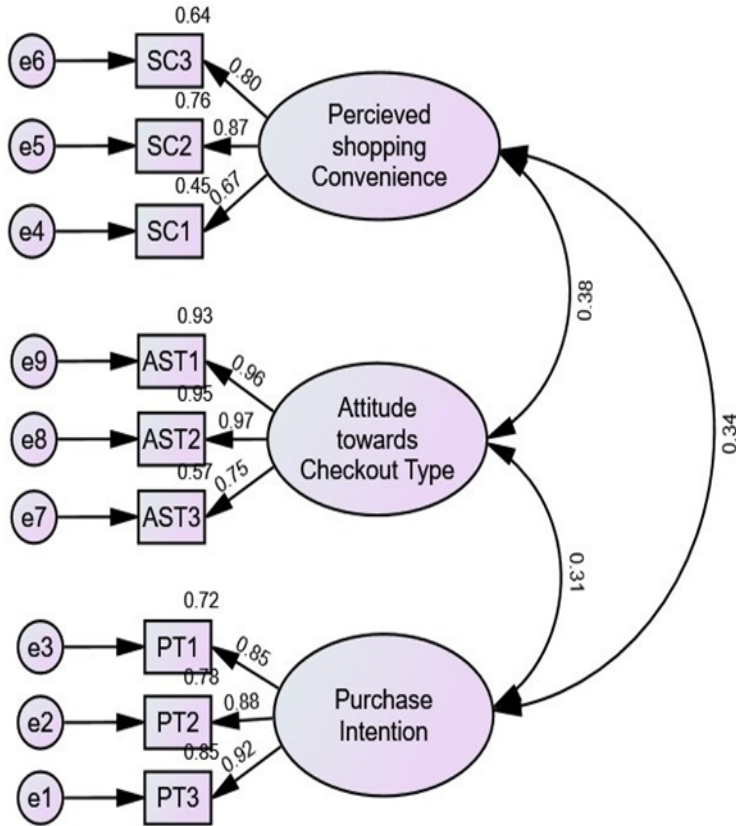 0.64
e6
SC3
0.80
Percieved
shopping
Convenience
0.76
e5
SC2
0.87
0.45
e4
SC1
0.67
0.38
0.34
0.93
e9
AST1
0.96
Attitude
towards
Checkout Type
0.95
e8
AST2
0.97
0.57
e7
AST3
0.75
0.31
0.72
e3
PT1
0.85
Purchase
Intention
0.78
e2
PT2
0.88
0.85
e1
PT3
0.92